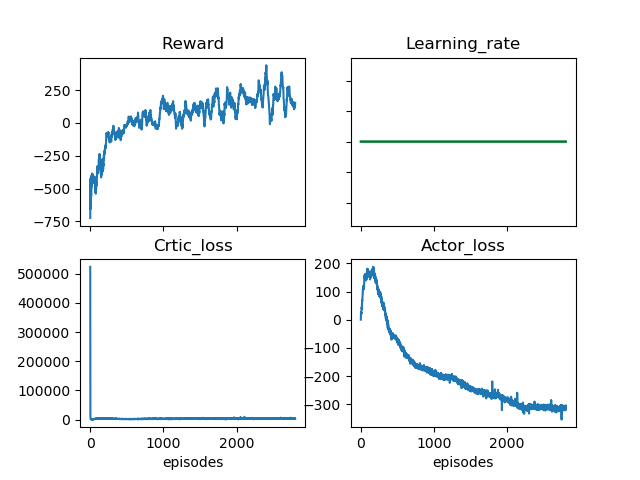 Reward
Learning_rate
250
0
−250
−500
−750
Crtic_loss
Actor_loss
500000
400000
300000
200000
100000
0
200
100
0
−100
−200
−300
0 1000 2000
0 1000 2000
episodes
episodes